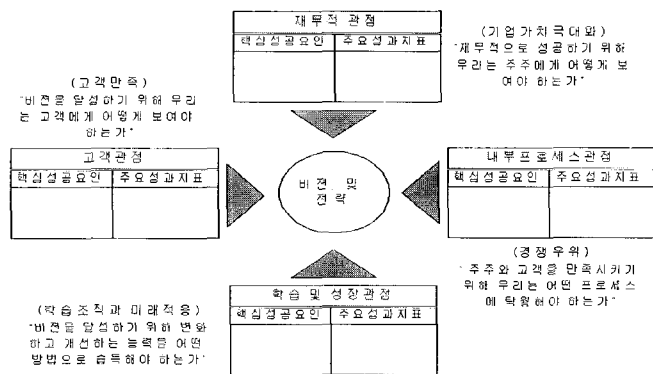 재무적 관점
핵심성공요인 주요성과지표
(기업가치극대화)
"재무적으로 성공하기 위해
우리는 주주에게 어떻게 보
여야 하는가"
(고객만족)
"비젼을 달성하기 위해 우리
는 고객에게 어떻게 보여야
하는가"
고객관점
핵심성공요인 주요성과지표
비젼 및
전략
내부프로세스관점
핵심성공요인 주요성과지표
(경쟁우위)
"주주와 고객을 만족시키기
위해 우리는 어떤 프로세스
에 탁월해야 하는가"
(학습조직과 미래적응)
"비젼을 달성하기 위해 변화
하고 개선하는 능력을 어떤
방법으로 습득해야 하는가"
학습 및 성장관점
핵심성공요인 주요성과지표